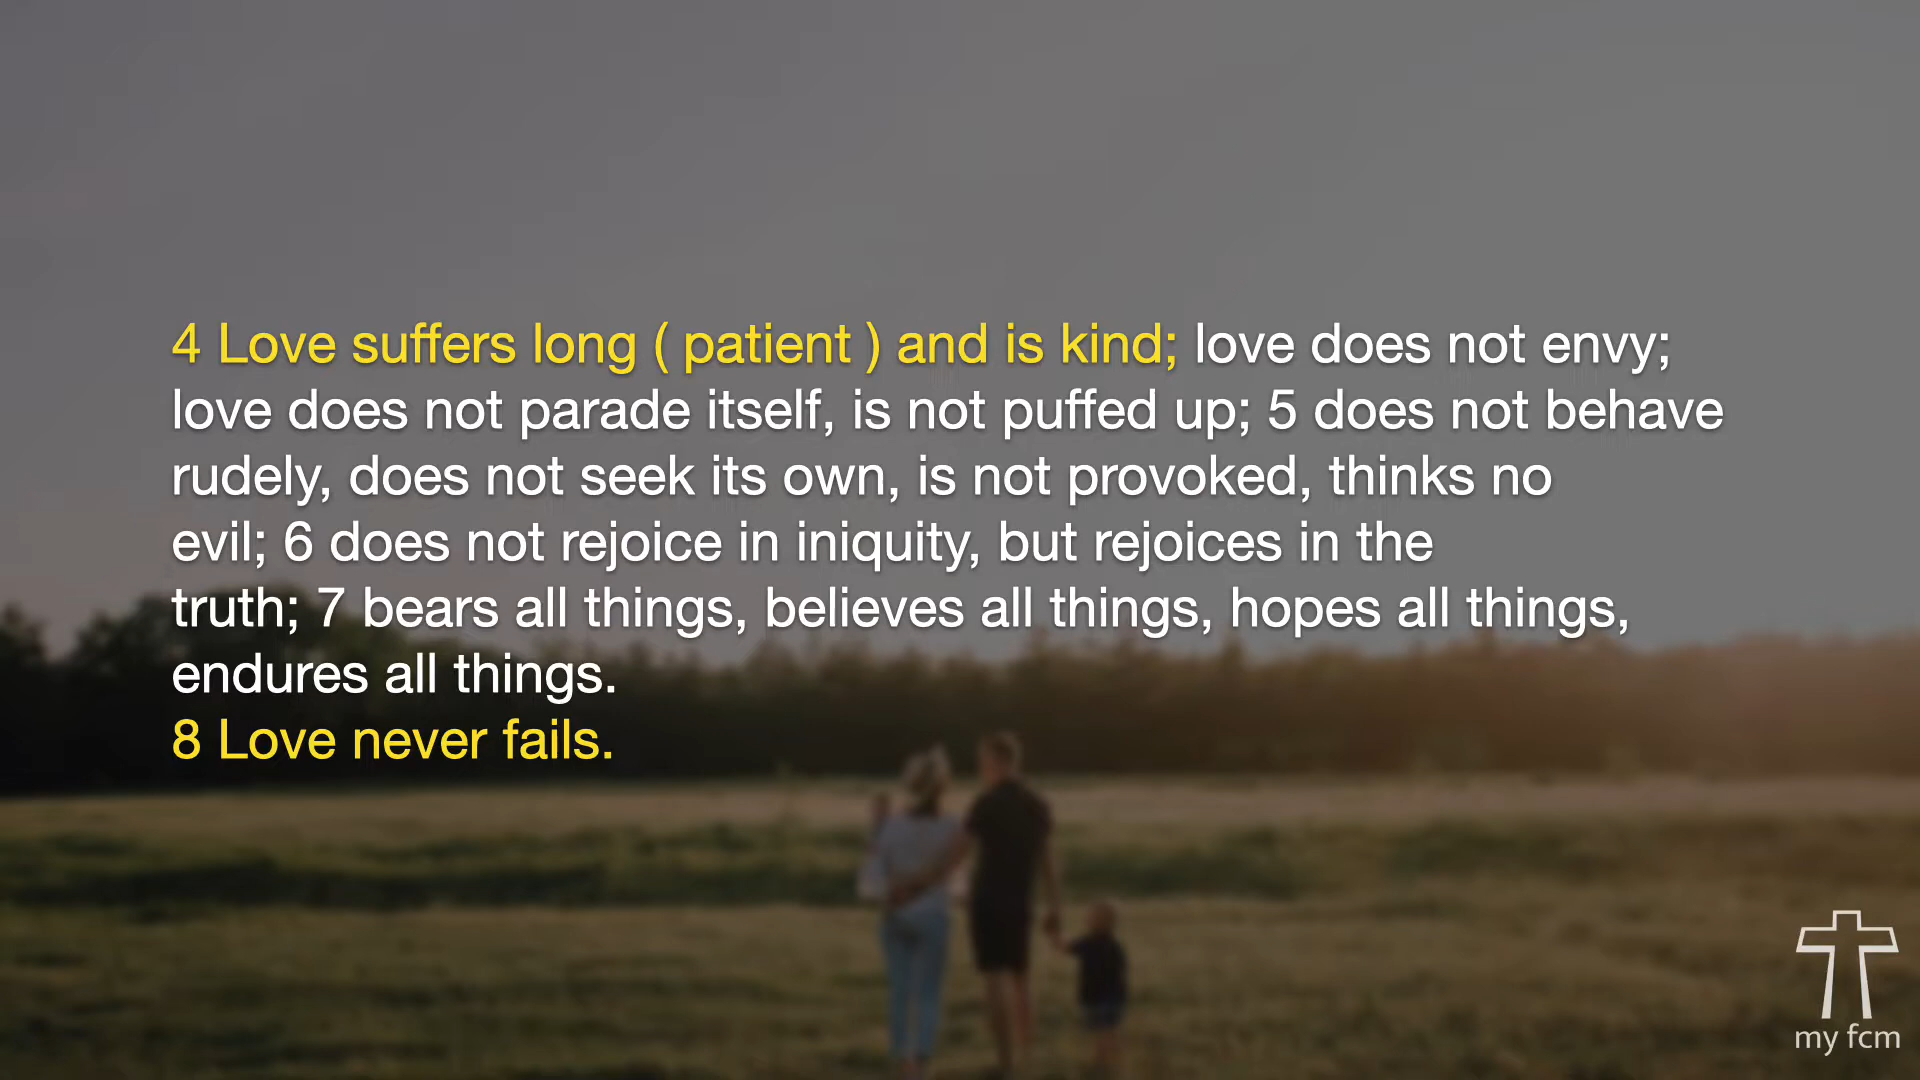 4 Love suffers long ( patient ) and is kind; love does not envy;
love does not parade itself, is not puffed up; 5 does not behave
rudely, does not seek its own, is not provoked, thinks no
evil; 6 does not rejoice in iniquity, but rejoices in the
truth; 7 bears all things, believes all things, hopes all things,
endures all things.
8 Love never fails.
my fcm